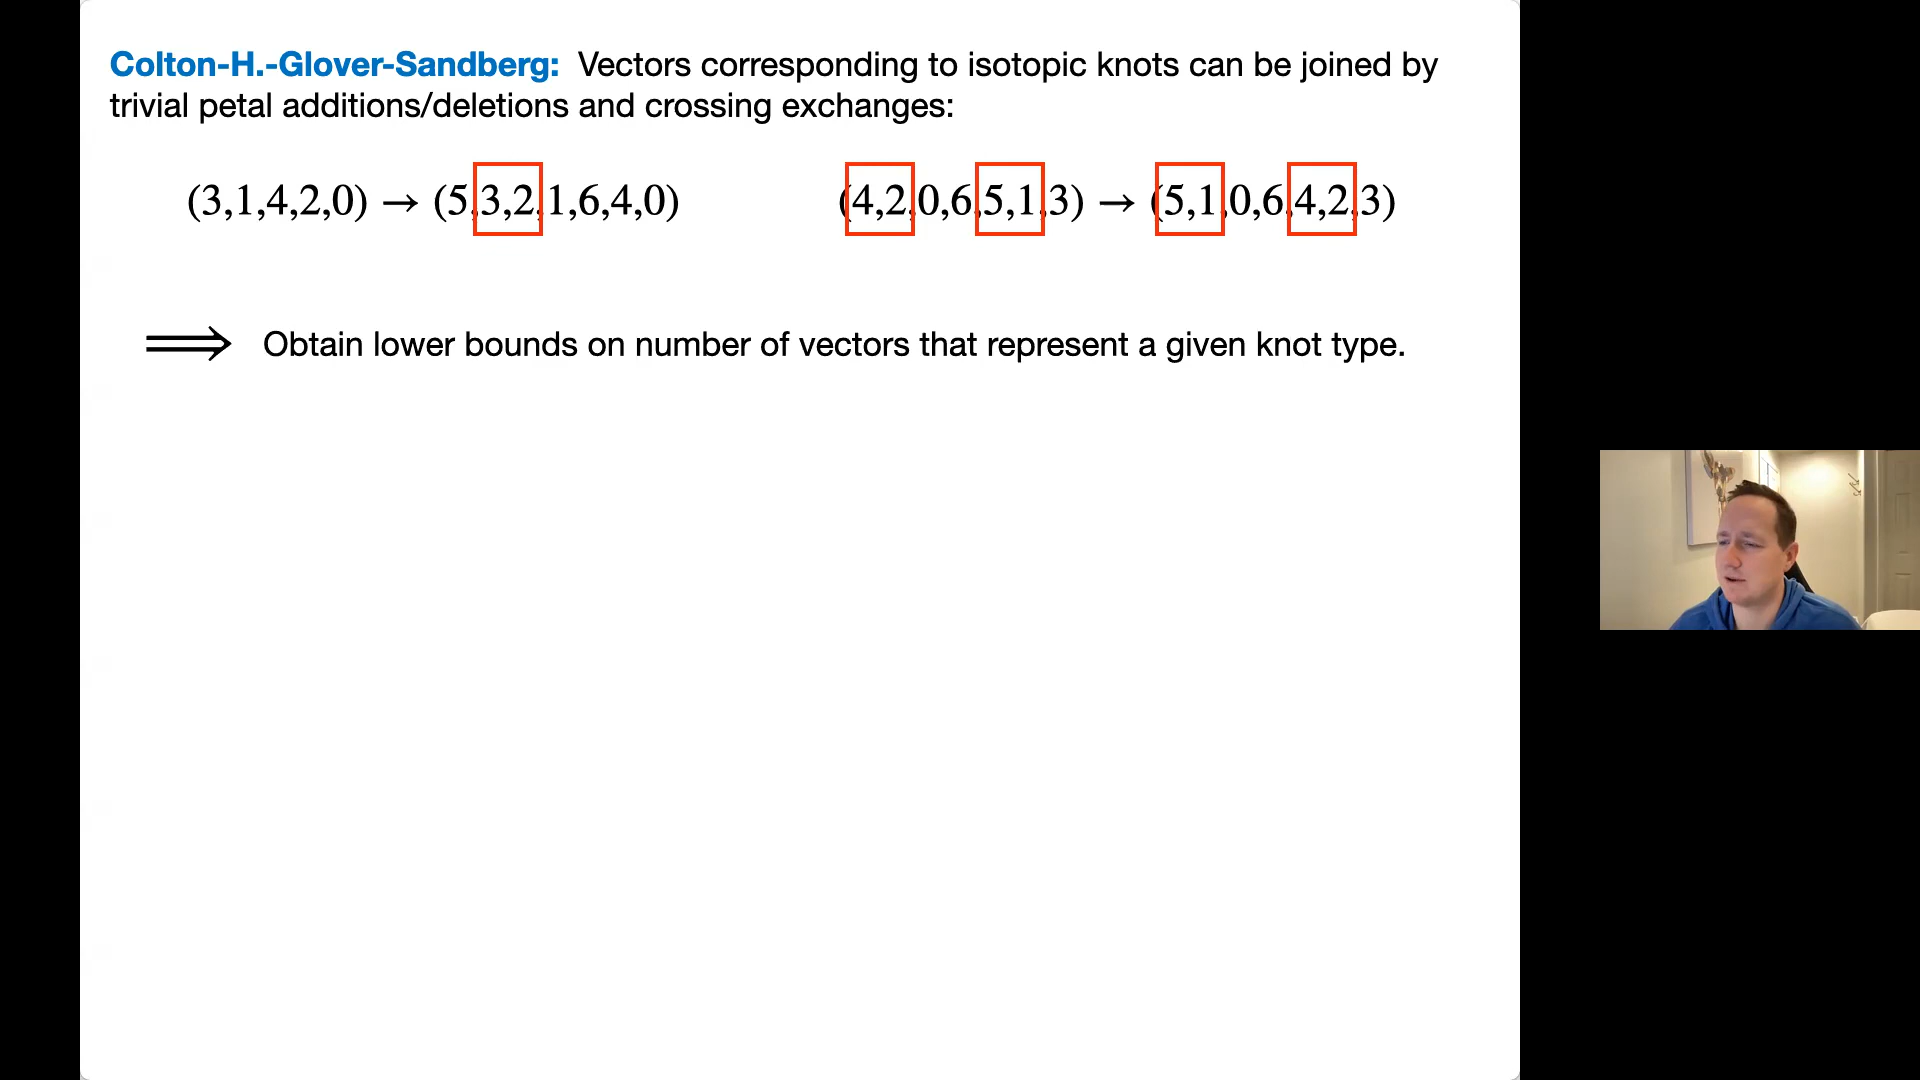 Colton-H.-Glover-Sandberg: Vectors corresponding to isotopic knots can be joined by
trivial petal additions/deletions and crossing exchanges:
(3,1,4,2,0) → (5,3,2,1,6,4,0) (4,2,0,6,5,1,3) → (5,1,0,6,4,2,3)
⟹ Obtain lower bounds on number of vectors that represent a given knot type.